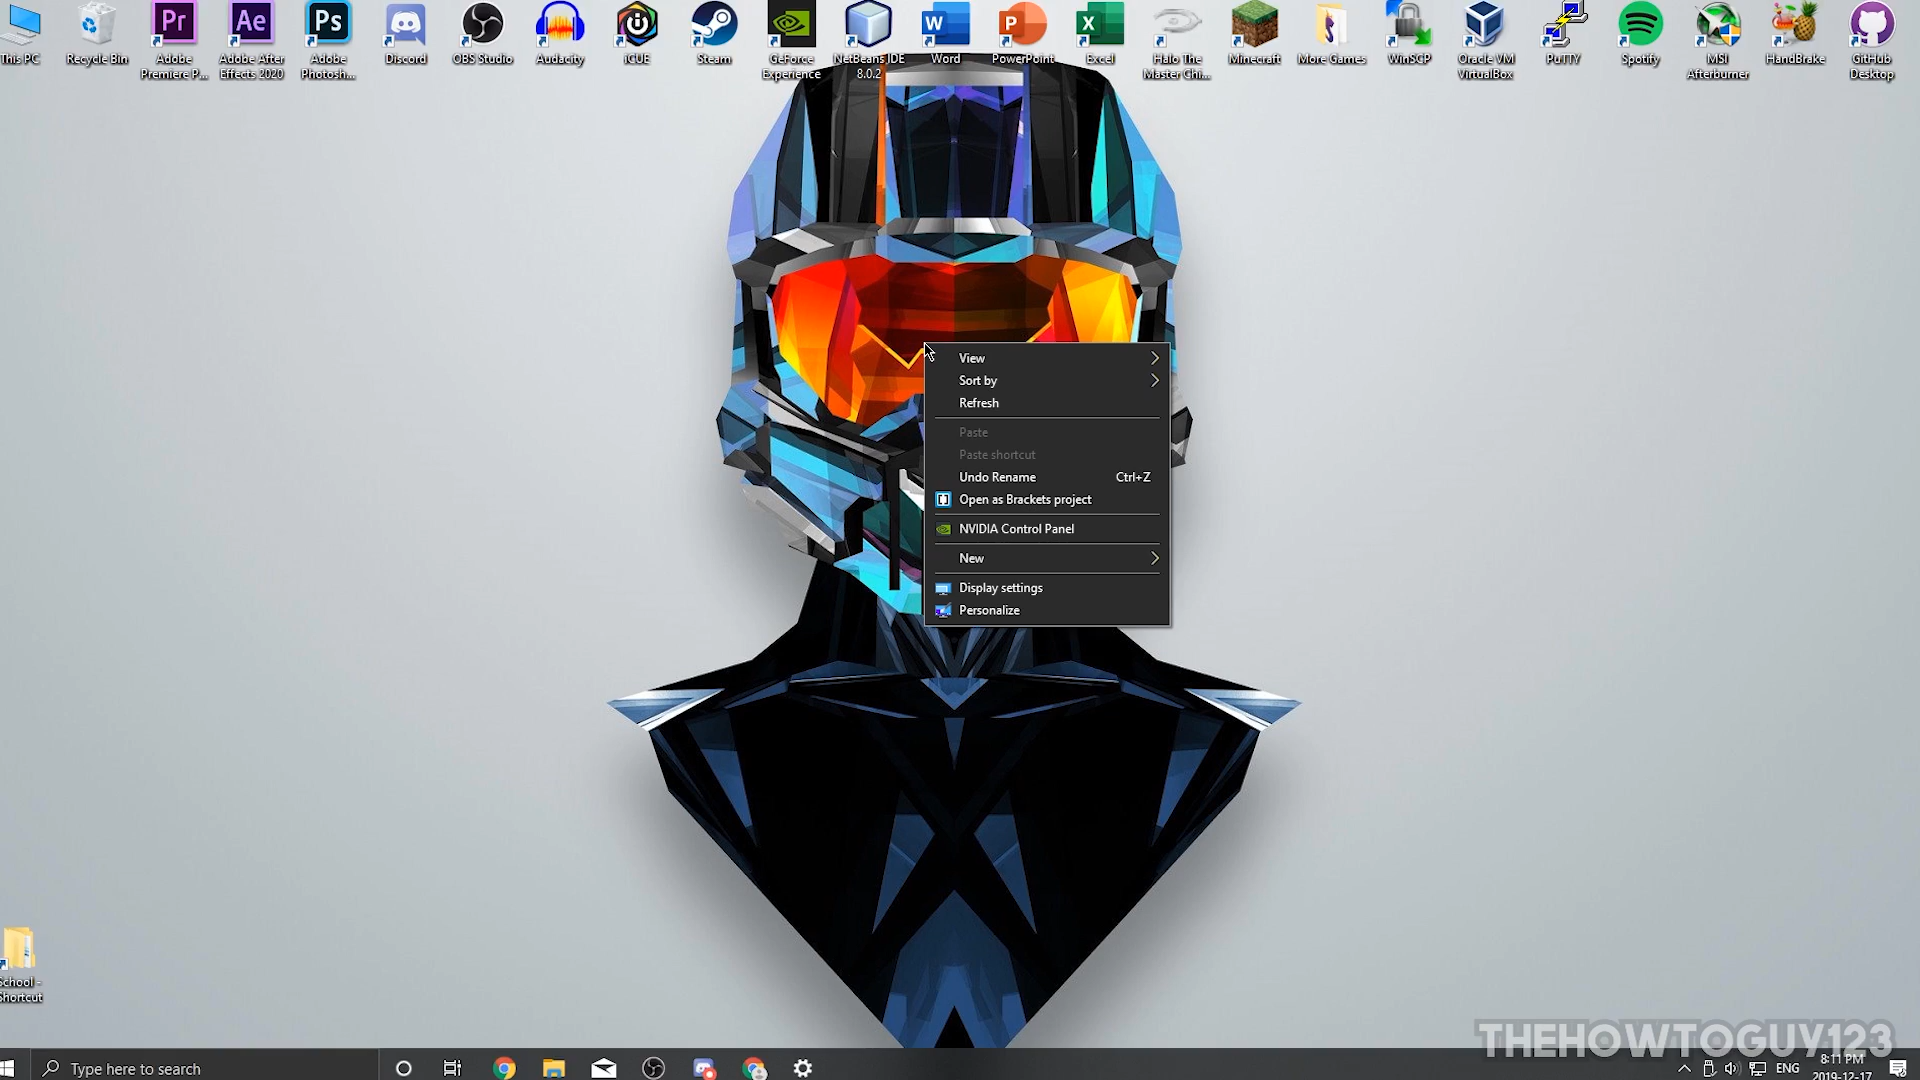 Pr
Ae
Ps
W
P
X
This PC
Recycle Bin
Adobe
Premiere P...
Adobe After
Effects 2020
Adobe
Photosh...
Discord
OBS Studio
Audacity
iCUE
Steam
GeForce
Experience
NetBeans IDE
8.0.2
Word
PowerPoint
Excel
Halo The
Master Chi...
Minecraft
More Games
WinSCP
Oracle VM
VirtualBox
PuTTY
Spotify
MSI
Afterburner
HandBrake
GitHub
Desktop
View
Sort by
Refresh
Paste
Paste shortcut
Undo Rename Ctrl+Z
Open as Brackets project
NVIDIA Control Panel
New
Display settings
Personalize
School -
Shortcut
THEHOWTOGUY123
Type here to search
ENG
8:11 PM
2019-12-17